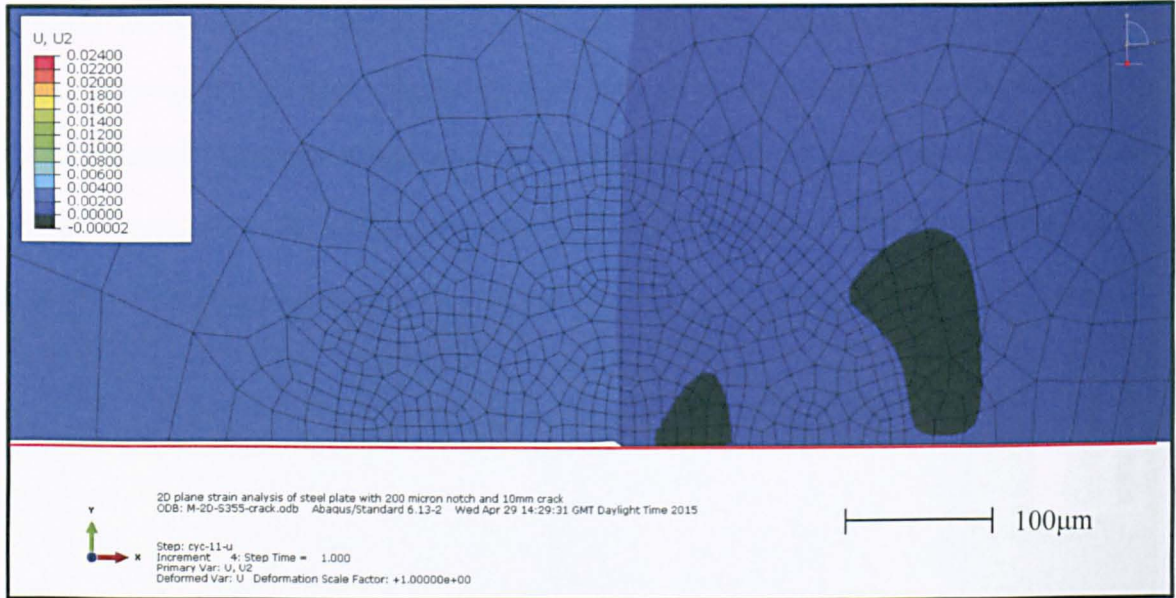 U, U2
0.02400
0.02200
0.02000
0.01800
0.01600
0.01400
0.01200
0.01000
0.00800
0.00600
0.00400
0.00200
0.00000
-0.00002
2D plane strain analysis of steel plate with 200 micron notch and 10mm crack
ODB: M-2D-S355-crack.odb Abaqus/Standard 6.13-2 Wed Apr 29 14:29:31 GMT Daylight Time 2015
Y
X
Step: cyc-11-u
Increment 4: Step Time = 1.000
Primary Var: U, U2
Deformed Var: U Deformation Scale Factor: +1.00000e+00
100µm